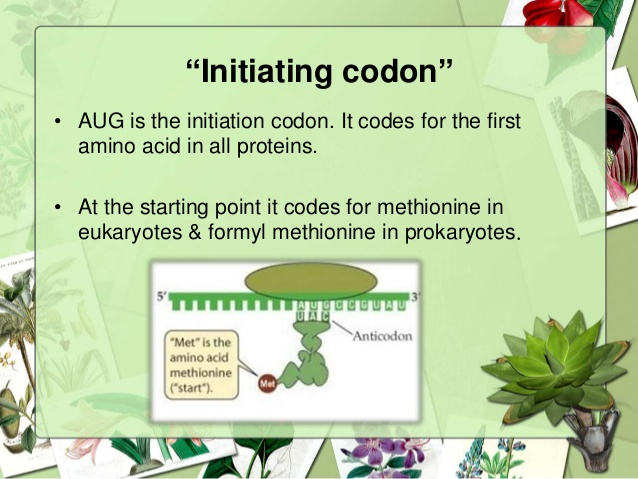 “Initiating codon”
• AUG is the initiation codon. It codes for the first
amino acid in all proteins.
• At the starting point it codes for methionine in
eukaryotes & formyl methionine in prokaryotes.
5' 3'
AUGCGGUAU
UAC
Anticodon
"Met" is the
amino acid
methionine
("start").
Met